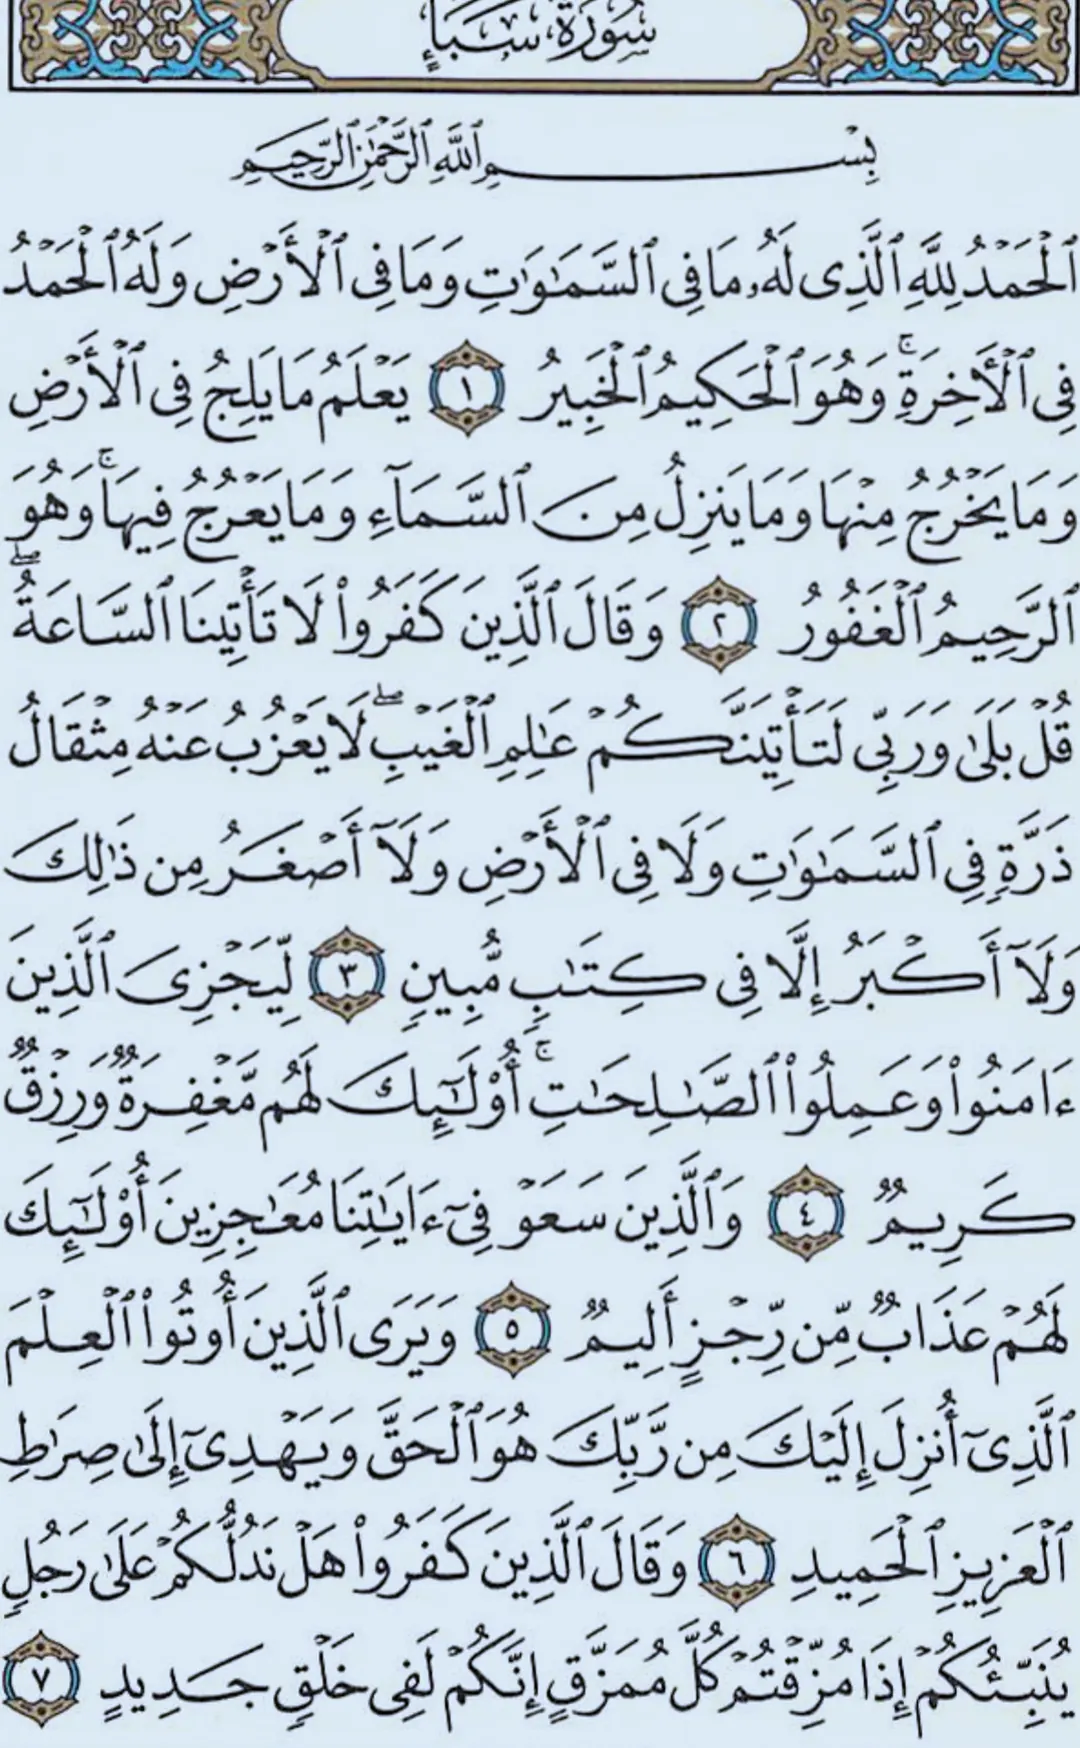 سُورَةُ سَبَإٍ
بِسْمِ ٱللَّهِ ٱلرَّحْمَٰنِ ٱلرَّحِيمِ
ٱلْحَمْدُ لِلَّهِ ٱلَّذِى لَهُۥ مَا فِى ٱلسَّمَٰوَٰتِ وَمَا فِى ٱلْأَرْضِ وَلَهُ ٱلْحَمْدُ
فِى ٱلْأَخِرَةِۚ وَهُوَ ٱلْحَكِيمُ ٱلْخَبِيرُ ١ يَعْلَمُ مَا يَلِجُ فِى ٱلْأَرْضِ
وَمَا يَخْرُجُ مِنْهَا وَمَا يَنزِلُ مِنَ ٱلسَّمَآءِ وَمَا يَعْرُجُ فِيهَاۚ وَهُوَ
ٱلرَّحِيمُ ٱلْغَفُورُ ٢ وَقَالَ ٱلَّذِينَ كَفَرُوا۟ لَا تَأْتِينَا ٱلسَّاعَةُۖ
قُلْ بَلَىٰ وَرَبِّى لَتَأْتِيَنَّكُمْ عَٰلِمِ ٱلْغَيْبِۖ لَا يَعْزُبُ عَنْهُ مِثْقَالُ
ذَرَّةٍ فِى ٱلسَّمَٰوَٰتِ وَلَا فِى ٱلْأَرْضِ وَلَآ أَصْغَرُ مِن ذَٰلِكَ
وَلَآ أَكْبَرُ إِلَّا فِى كِتَٰبٍ مُّبِينٍ ٣ لِّيَجْزِىَ ٱلَّذِينَ
ءَامَنُوا۟ وَعَمِلُوا۟ ٱلصَّٰلِحَٰتِۚ أُو۟لَٰٓئِكَ لَهُم مَّغْفِرَةٌ وَرِزْقٌ
كَرِيمٌ ٤ وَٱلَّذِينَ سَعَوْ فِىٓ ءَايَٰتِنَا مُعَٰجِزِينَ أُو۟لَٰٓئِكَ
لَهُمْ عَذَابٌ مِّن رِّجْزٍ أَلِيمٌ ٥ وَيَرَى ٱلَّذِينَ أُوتُوا۟ ٱلْعِلْمَ
ٱلَّذِىٓ أُنزِلَ إِلَيْكَ مِن رَّبِّكَ هُوَ ٱلْحَقَّ وَيَهْدِىٓ إِلَىٰ صِرَٰطِ
ٱلْعَزِيزِ ٱلْحَمِيدِ ٦ وَقَالَ ٱلَّذِينَ كَفَرُوا۟ هَلْ نَدُلُّكُمْ عَلَىٰ رَجُلٍ
يُنَبِّئُكُمْ إِذَا مُزِّقْتُمْ كُلَّ مُمَزَّقٍ إِنَّكُمْ لَفِى خَلْقٍ جَدِيدٍ ٧